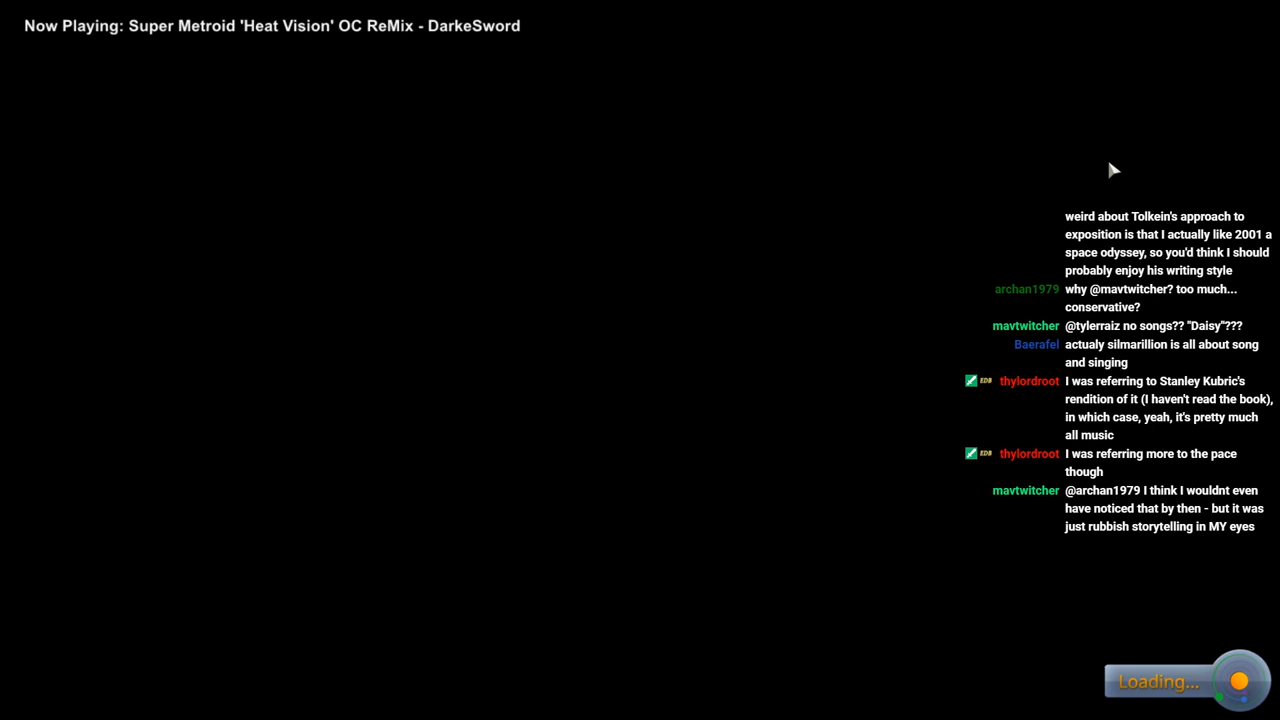 Now Playing: Super Metroid 'Heat Vision' OC ReMix - DarkeSword
weird about Tolkein's approach to
exposition is that I actually like 2001 a
space odyssey, so you'd think I should
probably enjoy his writing style
archan1979 why @mavtwitcher? too much...
conservative?
mavtwitcher @tylerraiz no songs?? "Daisy"???
Baerafel actualy silmarillion is all about song
and singing
EDB thylordroot I was referring to Stanley Kubric's
rendition of it (I haven't read the book),
in which case, yeah, it's pretty much
all music
EDB thylordroot I was referring more to the pace
though
mavtwitcher @archan1979 I think I wouldnt even
have noticed that by then - but it was
just rubbish storytelling in MY eyes
Loading...